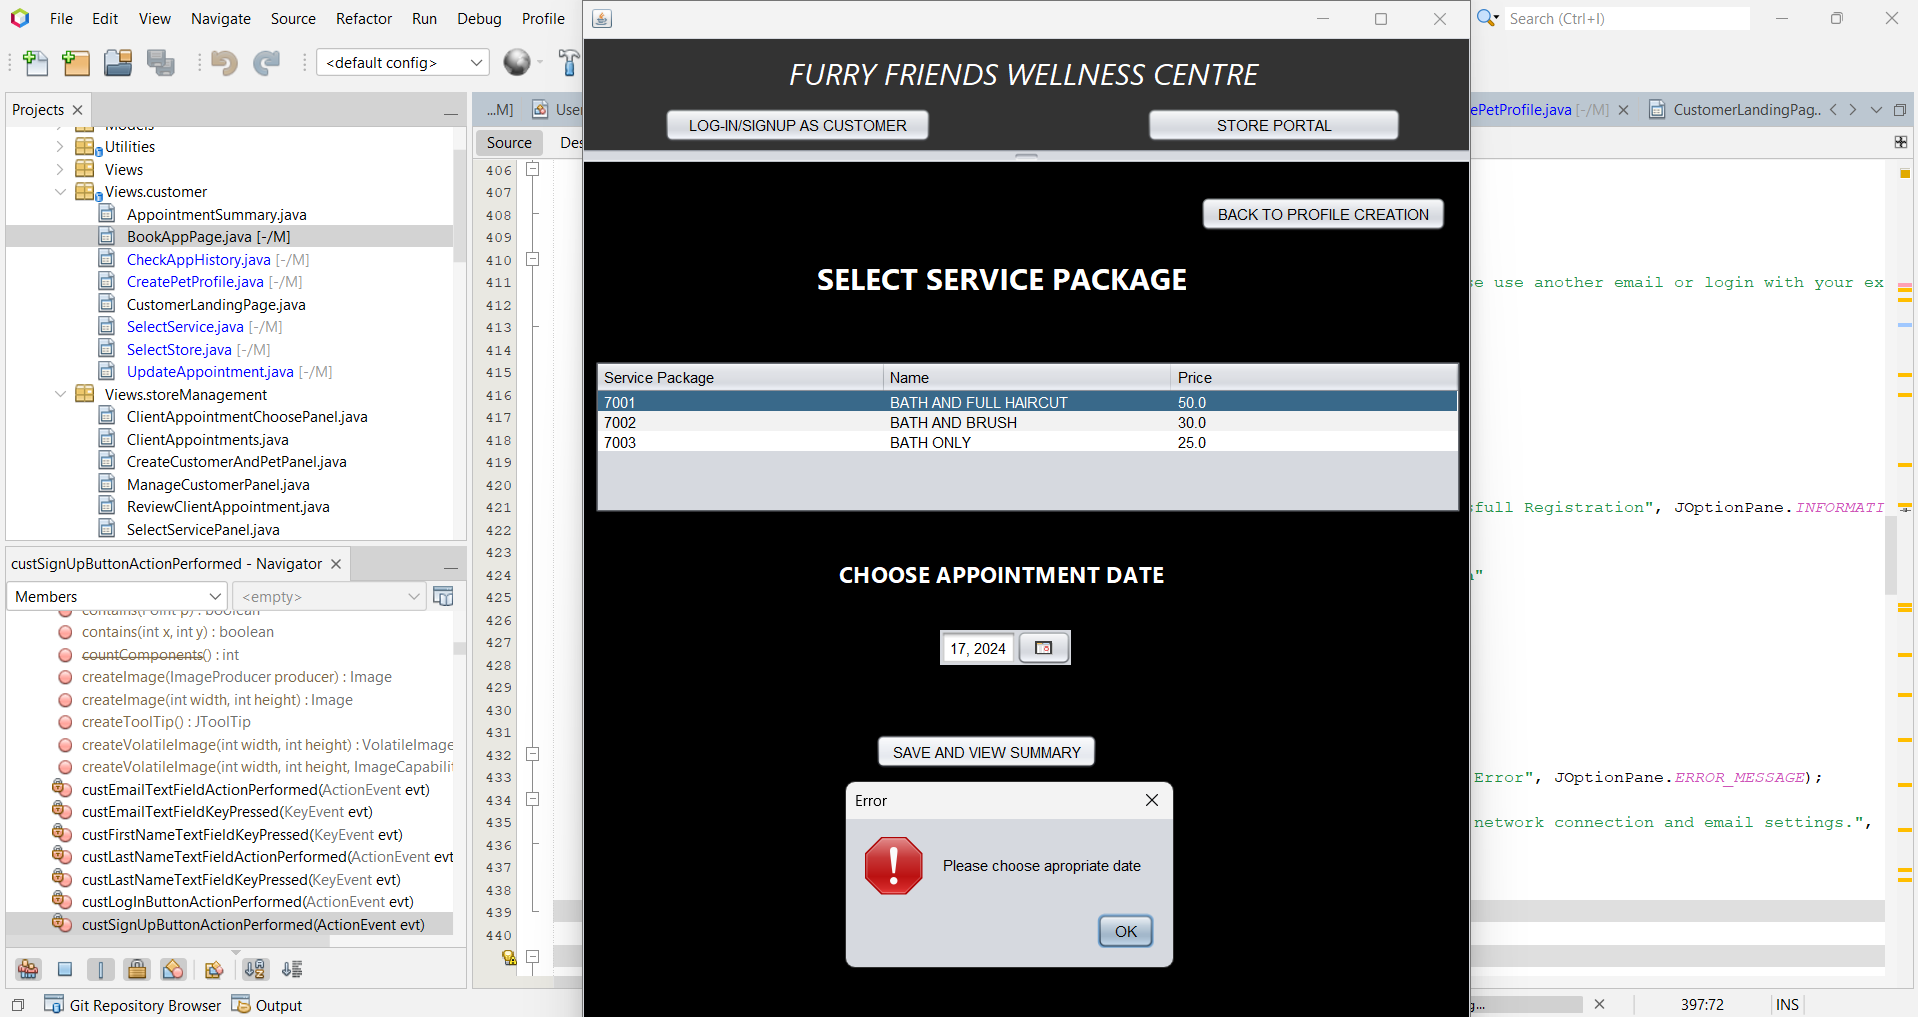 File Edit View Navigate Source Refactor Run Debug Profile
Search (Ctrl+I)
<default config>
Projects
Models
Utilities
Views
Views.customer
AppointmentSummary.java
BookAppPage.java [-/M]
CheckAppHistory.java [-/M]
CreatePetProfile.java [-/M]
CustomerLandingPage.java
SelectService.java [-/M]
SelectStore.java [-/M]
UpdateAppointment.java [-/M]
Views.storeManagement
ClientAppointmentChoosePanel.java
ClientAppointments.java
CreateCustomerAndPetPanel.java
ManageCustomerPanel.java
ReviewClientAppointment.java
SelectServicePanel.java
custSignUpButtonActionPerformed - Navigator
Members
<empty>
contains(Point p) : boolean
contains(int x, int y) : boolean
countComponents() : int
createImage(ImageProducer producer) : Image
createImage(int width, int height) : Image
createToolTip() : JToolTip
createVolatileImage(int width, int height) : VolatileImage
createVolatileImage(int width, int height, ImageCapabili
custEmailTextFieldActionPerformed(ActionEvent evt)
custEmailTextFieldKeyPressed(KeyEvent evt)
custFirstNameTextFieldKeyPressed(KeyEvent evt)
custLastNameTextFieldActionPerformed(ActionEvent evt
custLastNameTextFieldKeyPressed(KeyEvent evt)
custLogInButtonActionPerformed(ActionEvent evt)
custSignUpButtonActionPerformed(ActionEvent evt)
Git Repository Browser Output
...M] User
Source Des
406
407
408
409
410
411
412
413
414
415
416
417
418
419
420
421
422
423
424
425
426
427
428
429
430
431
432
433
434
435
436
437
438
439
440
FURRY FRIENDS WELLNESS CENTRE
LOG-IN/SIGNUP AS CUSTOMER
STORE PORTAL
BACK TO PROFILE CREATION
SELECT SERVICE PACKAGE
Service Package Name Price
7001 BATH AND FULL HAIRCUT 50.0
7002 BATH AND BRUSH 30.0
7003 BATH ONLY 25.0
CHOOSE APPOINTMENT DATE
17, 2024
SAVE AND VIEW SUMMARY
Error
Please choose apropriate date
OK
ePetProfile.java [-/M]
CustomerLandingPag...
se use another email or login with your ex
sfull Registration", JOptionPane.INFORMATI
"
Error", JOptionPane.ERROR_MESSAGE);
network connection and email settings.",
g...
397:72
INS